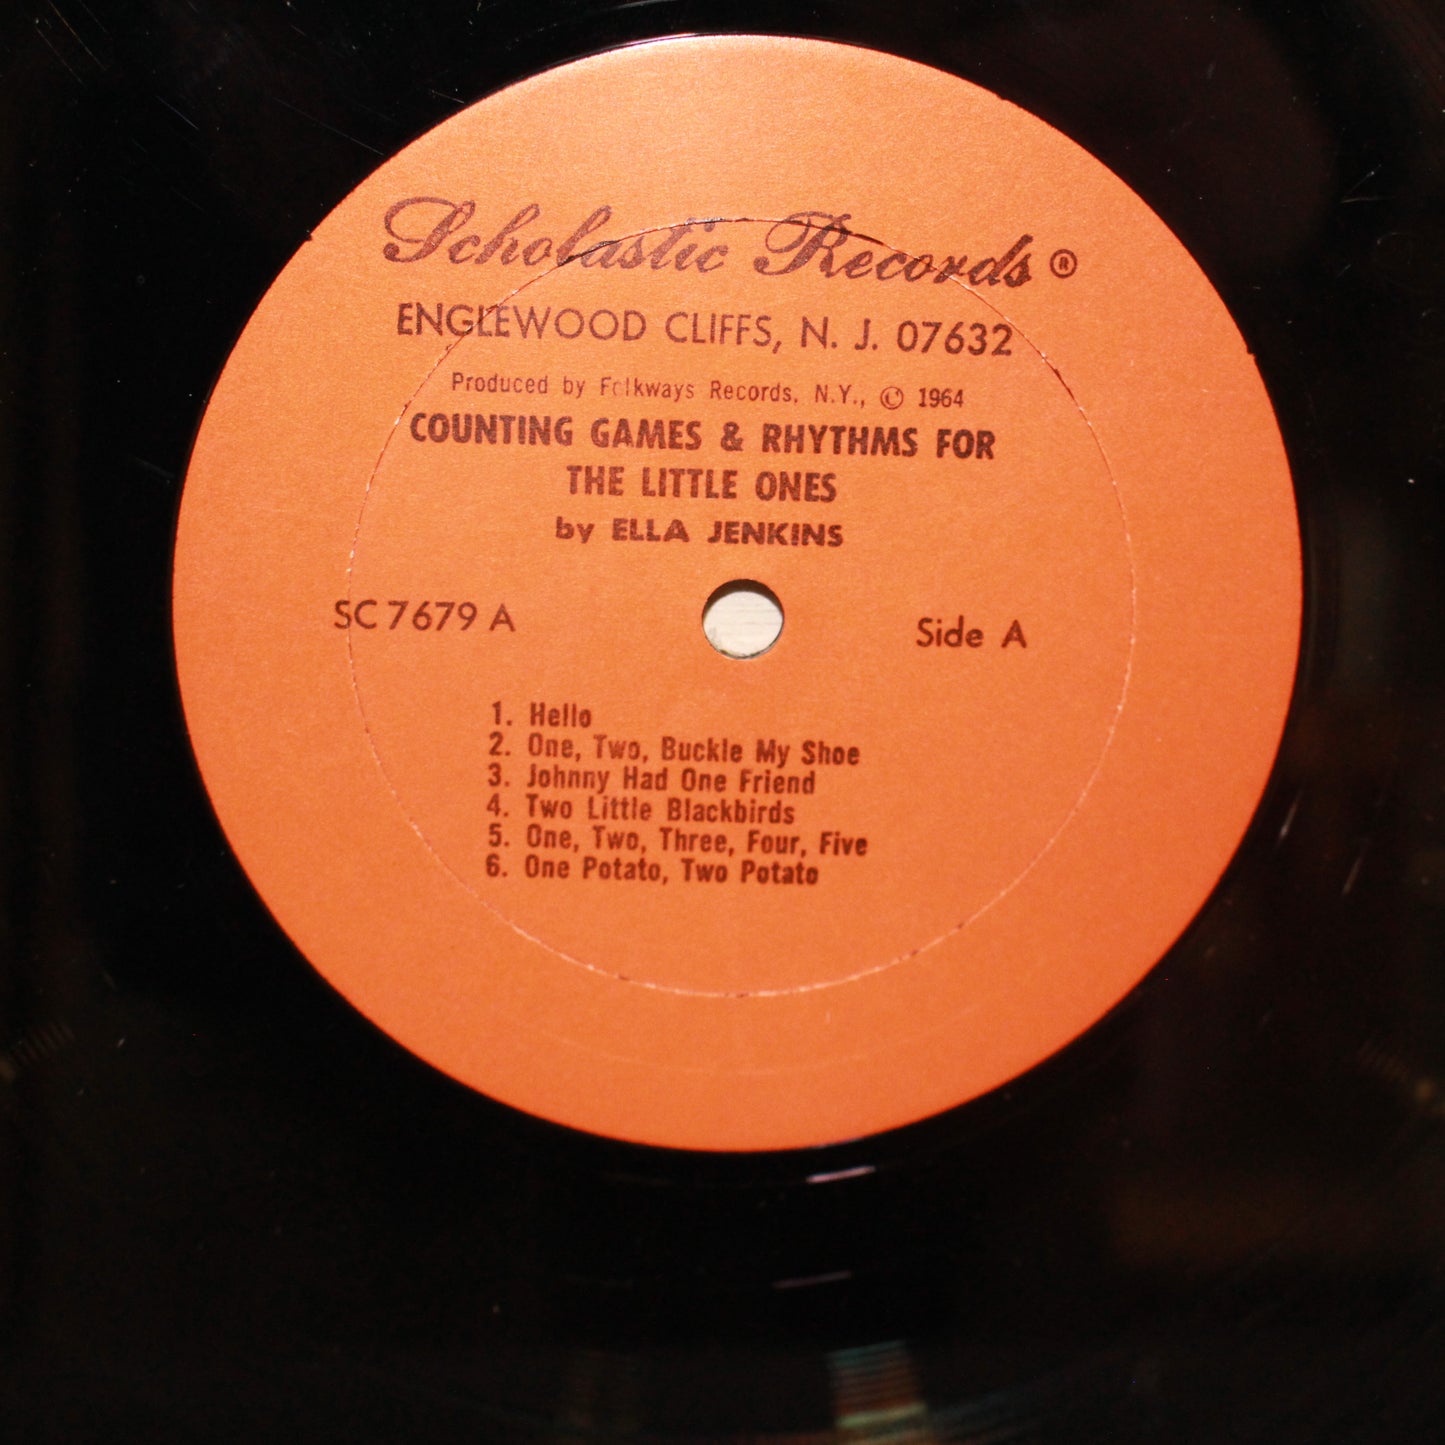 Scholastic Records ®
ENGLEWOOD CLIFFS, N. J. 07632
Produced by Folkways Records, N.Y., © 1964
COUNTING GAMES & RHYTHMS FOR
THE LITTLE ONES
by ELLA JENKINS
SC 7679 A
Side A
1. Hello
2. One, Two, Buckle My Shoe
3. Johnny Had One Friend
4. Two Little Blackbirds
5. One, Two, Three, Four, Five
6. One Potato, Two Potato